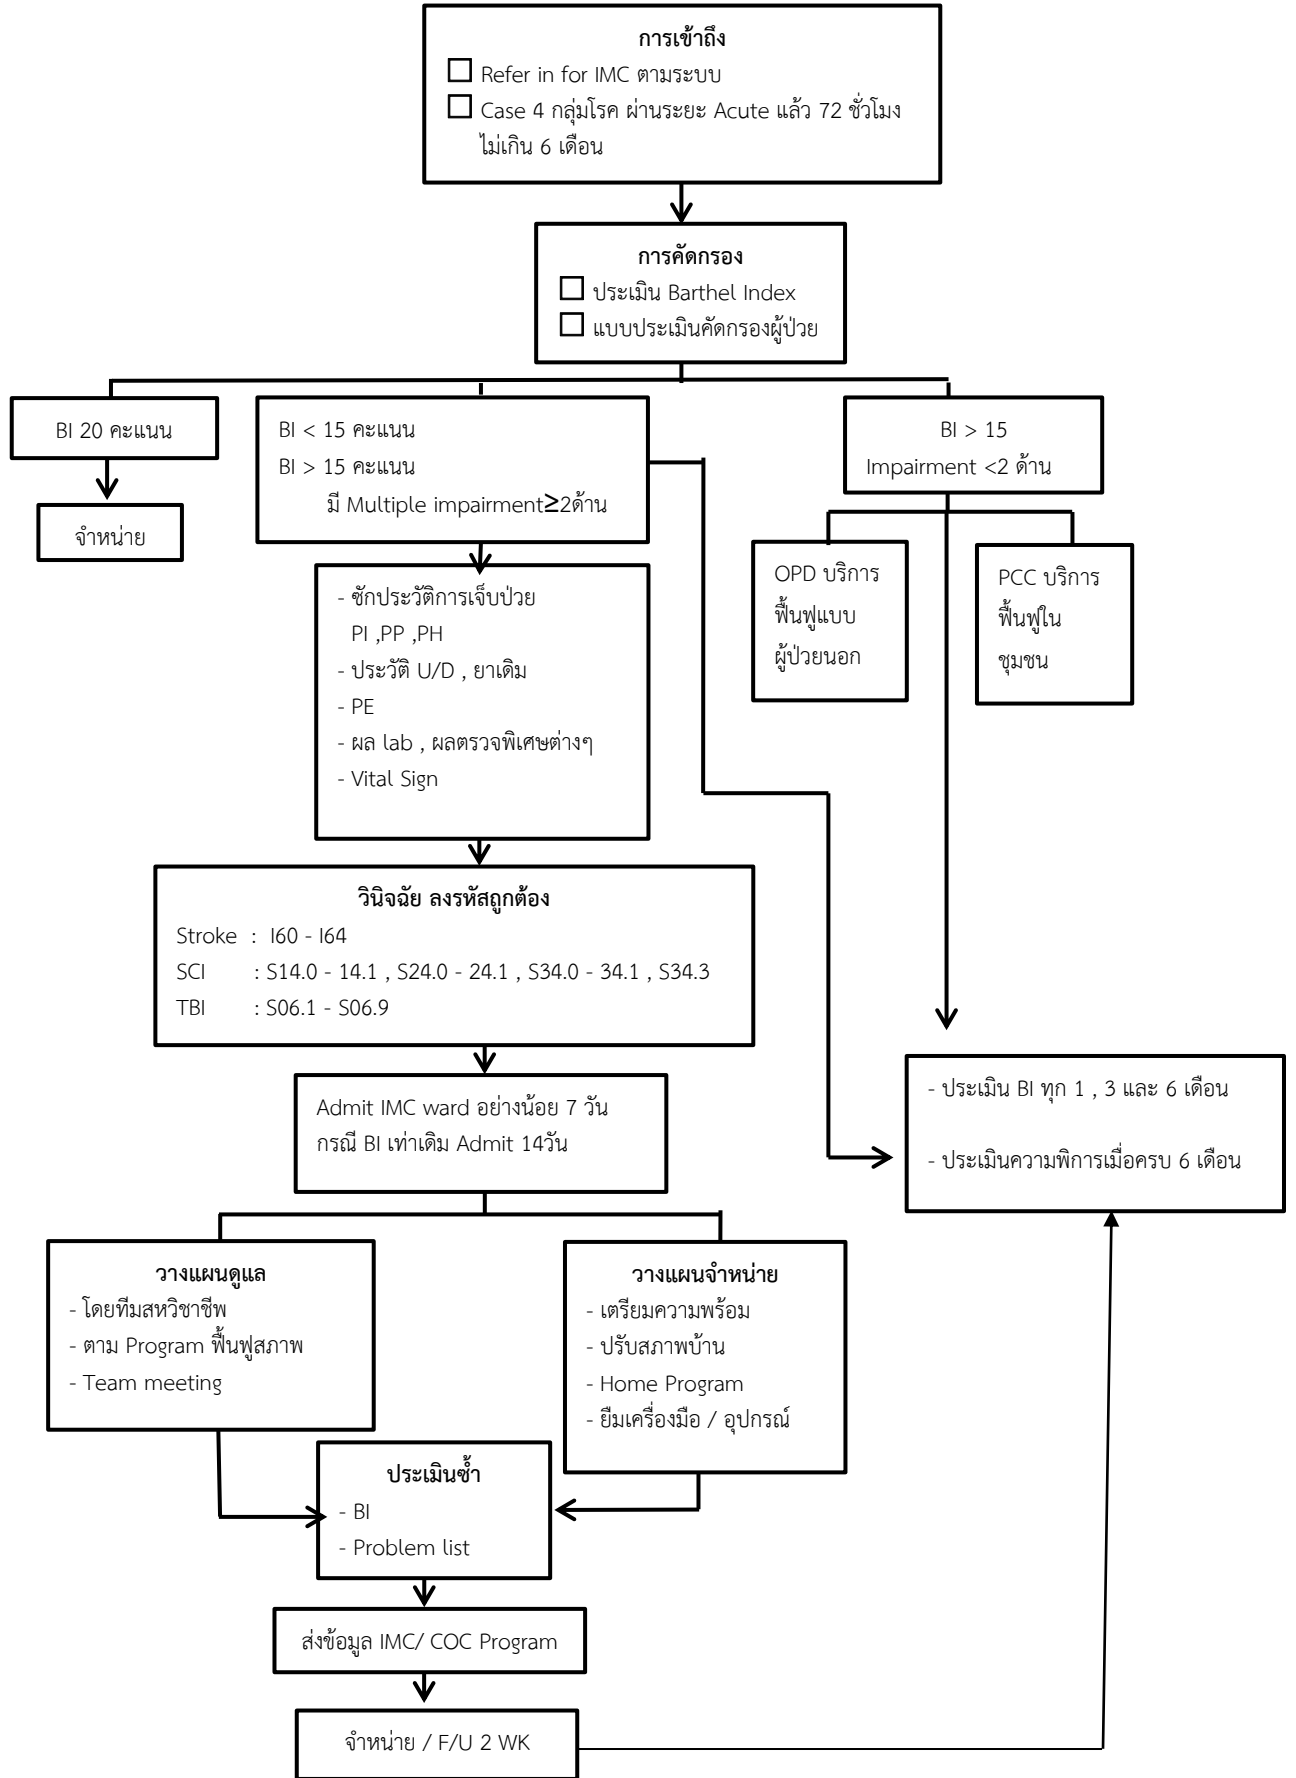 การเข้าถึง
Refer in for IMC ตามระบบ
Case 4 กลุ่มโรค ผ่านระยะ Acute แล้ว 72 ชั่วโมง
ไม่เกิน 6 เดือน
การคัดกรอง
ประเมิน Barthel Index
แบบประเมินคัดกรองผู้ป่วย
BI 20 คะแนน
จำหน่าย
BI < 15 คะแนน
BI > 15 คะแนน
มี Multiple impairment≥2ด้าน
BI > 15
Impairment <2 ด้าน
OPD บริการ
ฟื้นฟูแบบ
ผู้ป่วยนอก
PCC บริการ
ฟื้นฟูใน
ชุมชน
- ซักประวัติการเจ็บป่วย
PI ,PP ,PH
- ประวัติ U/D , ยาเดิม
- PE
- ผล lab , ผลตรวจพิเศษต่างๆ
- Vital Sign
วินิจฉัย ลงรหัสถูกต้อง
Stroke : I60 - I64
SCI : S14.0 - 14.1 , S24.0 - 24.1 , S34.0 - 34.1 , S34.3
TBI : S06.1 - S06.9
Admit IMC ward อย่างน้อย 7 วัน
กรณี BI เท่าเดิม Admit 14วัน
- ประเมิน BI ทุก 1 , 3 และ 6 เดือน
- ประเมินความพิการเมื่อครบ 6 เดือน
วางแผนดูแล
- โดยทีมสหวิชาชีพ
- ตาม Program ฟื้นฟูสภาพ
- Team meeting
วางแผนจำหน่าย
- เตรียมความพร้อม
- ปรับสภาพบ้าน
- Home Program
- ยืมเครื่องมือ / อุปกรณ์
ประเมินซ้ำ
- BI
- Problem list
ส่งข้อมูล IMC/ COC Program
จำหน่าย / F/U 2 WK